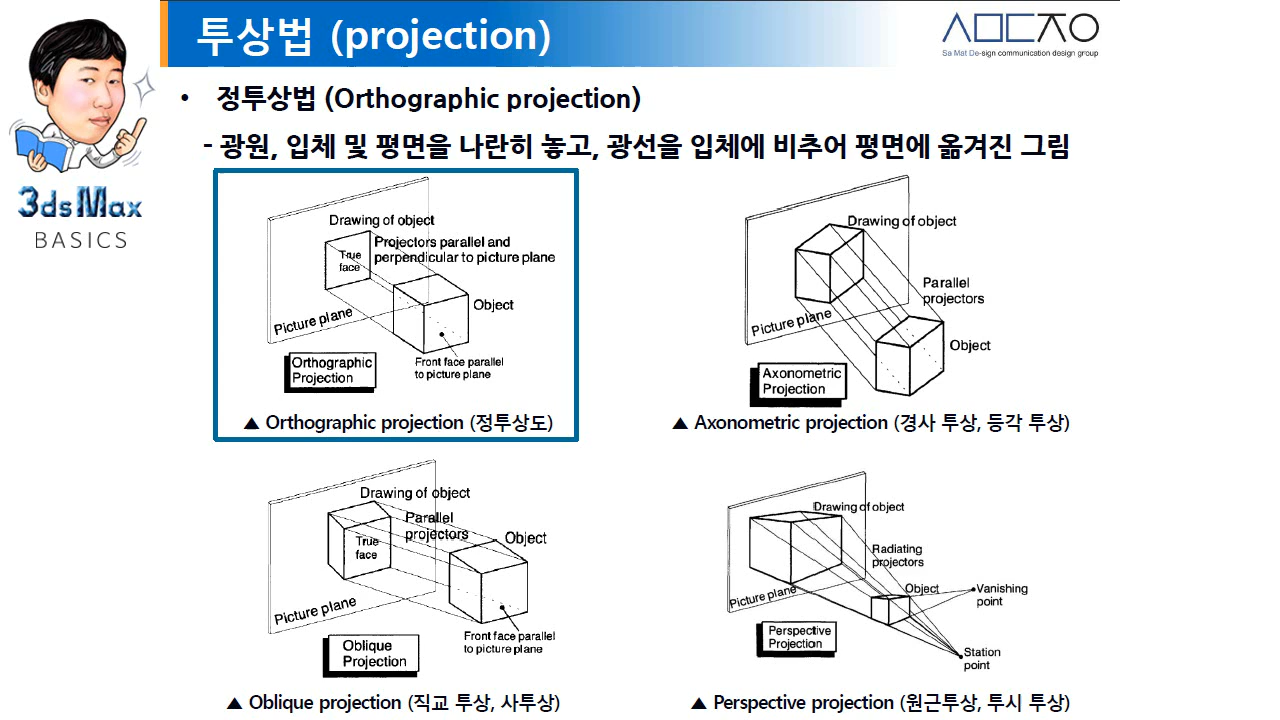 투상법 (projection)
Sa Mat De-sign communication design group
3dsMax
BASICS
• 정투상법 (Orthographic projection)
- 광원, 입체 및 평면을 나란히 놓고, 광선을 입체에 비추어 평면에 옮겨진 그림
Drawing of object
Projectors parallel and
perpendicular to picture plane
True
face
Object
Picture plane
Front face parallel
to picture plane
Orthographic
Projection
▲ Orthographic projection (정투상도)
Drawing of object
Parallel
projectors
Picture plane
Object
Axonometric
Projection
▲ Axonometric projection (경사 투상, 등각 투상)
Drawing of object
Parallel
projectors
Object
True
face
Picture plane
Front face parallel
to picture plane
Oblique
Projection
▲ Oblique projection (직교 투상, 사투상)
Drawing of object
Radiating
projectors
Object
Vanishing
point
Picture plane
Perspective
Projection
Station
point
▲ Perspective projection (원근투상, 투시 투상)